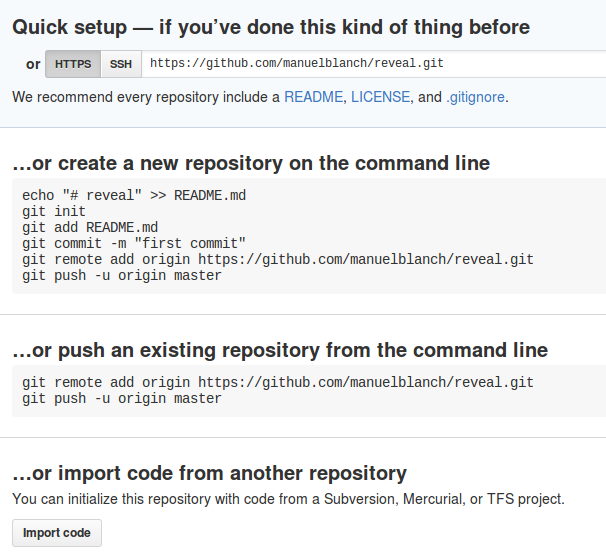 Quick setup — if you’ve done this kind of thing before
or HTTPS SSH https://github.com/manuelblanch/reveal.git
We recommend every repository include a README, LICENSE, and .gitignore.
…or create a new repository on the command line
echo "# reveal" >> README.md
git init
git add README.md
git commit -m "first commit"
git remote add origin https://github.com/manuelblanch/reveal.git
git push -u origin master
…or push an existing repository from the command line
git remote add origin https://github.com/manuelblanch/reveal.git
git push -u origin master
…or import code from another repository
You can initialize this repository with code from a Subversion, Mercurial, or TFS project.
Import code